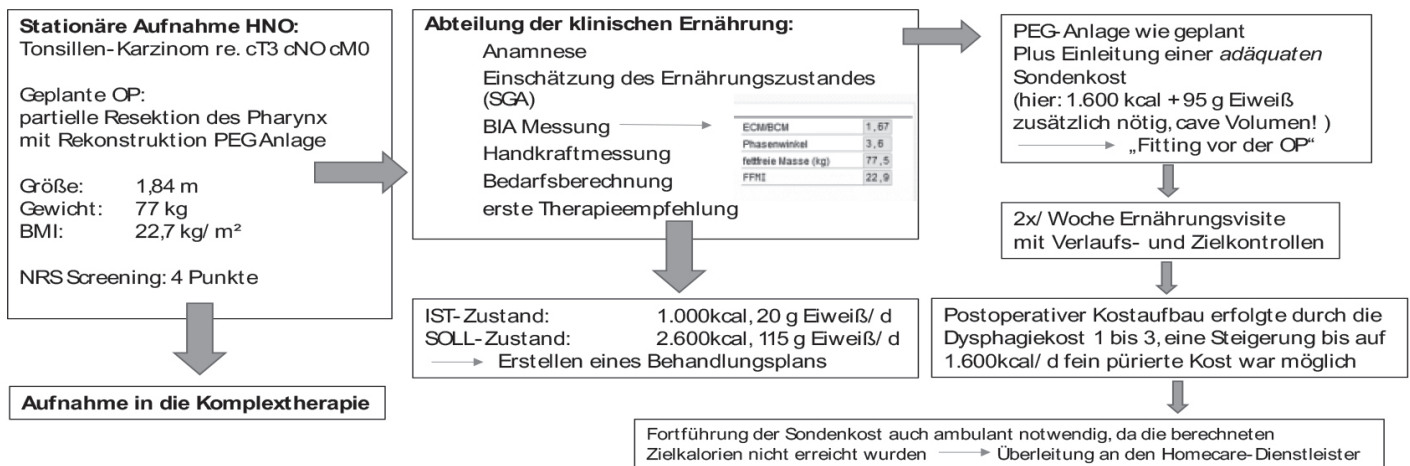 Stationäre Aufnahme HNO:
Tonsillen-Karzinom re. cT3 cNO cM0
Geplante OP:
partielle Resektion des Pharynx
mit Rekonstruktion PEG Anlage
Größe: 1,84 m
Gewicht: 77 kg
BMI: 22,7 kg/ m²
NRS Screening: 4 Punkte
Aufnahme in die Komplextherapie
Abteilung der klinischen Ernährung:
Anamnese
Einschätzung des Ernährungszustandes
(SGA)
BIA Messung
Handkraftmessung
Bedarfsberechnung
erste Therapieempfehlung
ECM/BCM 1,67
Phasenwinkel 3,6
fettfreie Masse (kg) 77,5
FFMI 22,9
IST-Zustand: 1.000kcal, 20 g Eiweiß/ d
SOLL-Zustand: 2.600kcal, 115 g Eiweiß/ d
Erstellen eines Behandlungsplans
PEG-Anlage wie geplant
Plus Einleitung einer adäquaten
Sondenkost
(hier: 1.600 kcal + 95 g Eiweiß
zusätzlich nötig, cave Volumen! )
„Fitting vor der OP“
2x/ Woche Ernährungsvisite
mit Verlaufs- und Zielkontrollen
Postoperativer Kostaufbau erfolgte durch die
Dysphagiekost 1 bis 3, eine Steigerung bis auf
1.600kcal/ d fein pürierte Kost war möglich
Fortführung der Sondenkost auch ambulant notwendig, da die berechneten
Zielkalorien nicht erreicht wurden Überleitung an den Homecare-Dienstleister